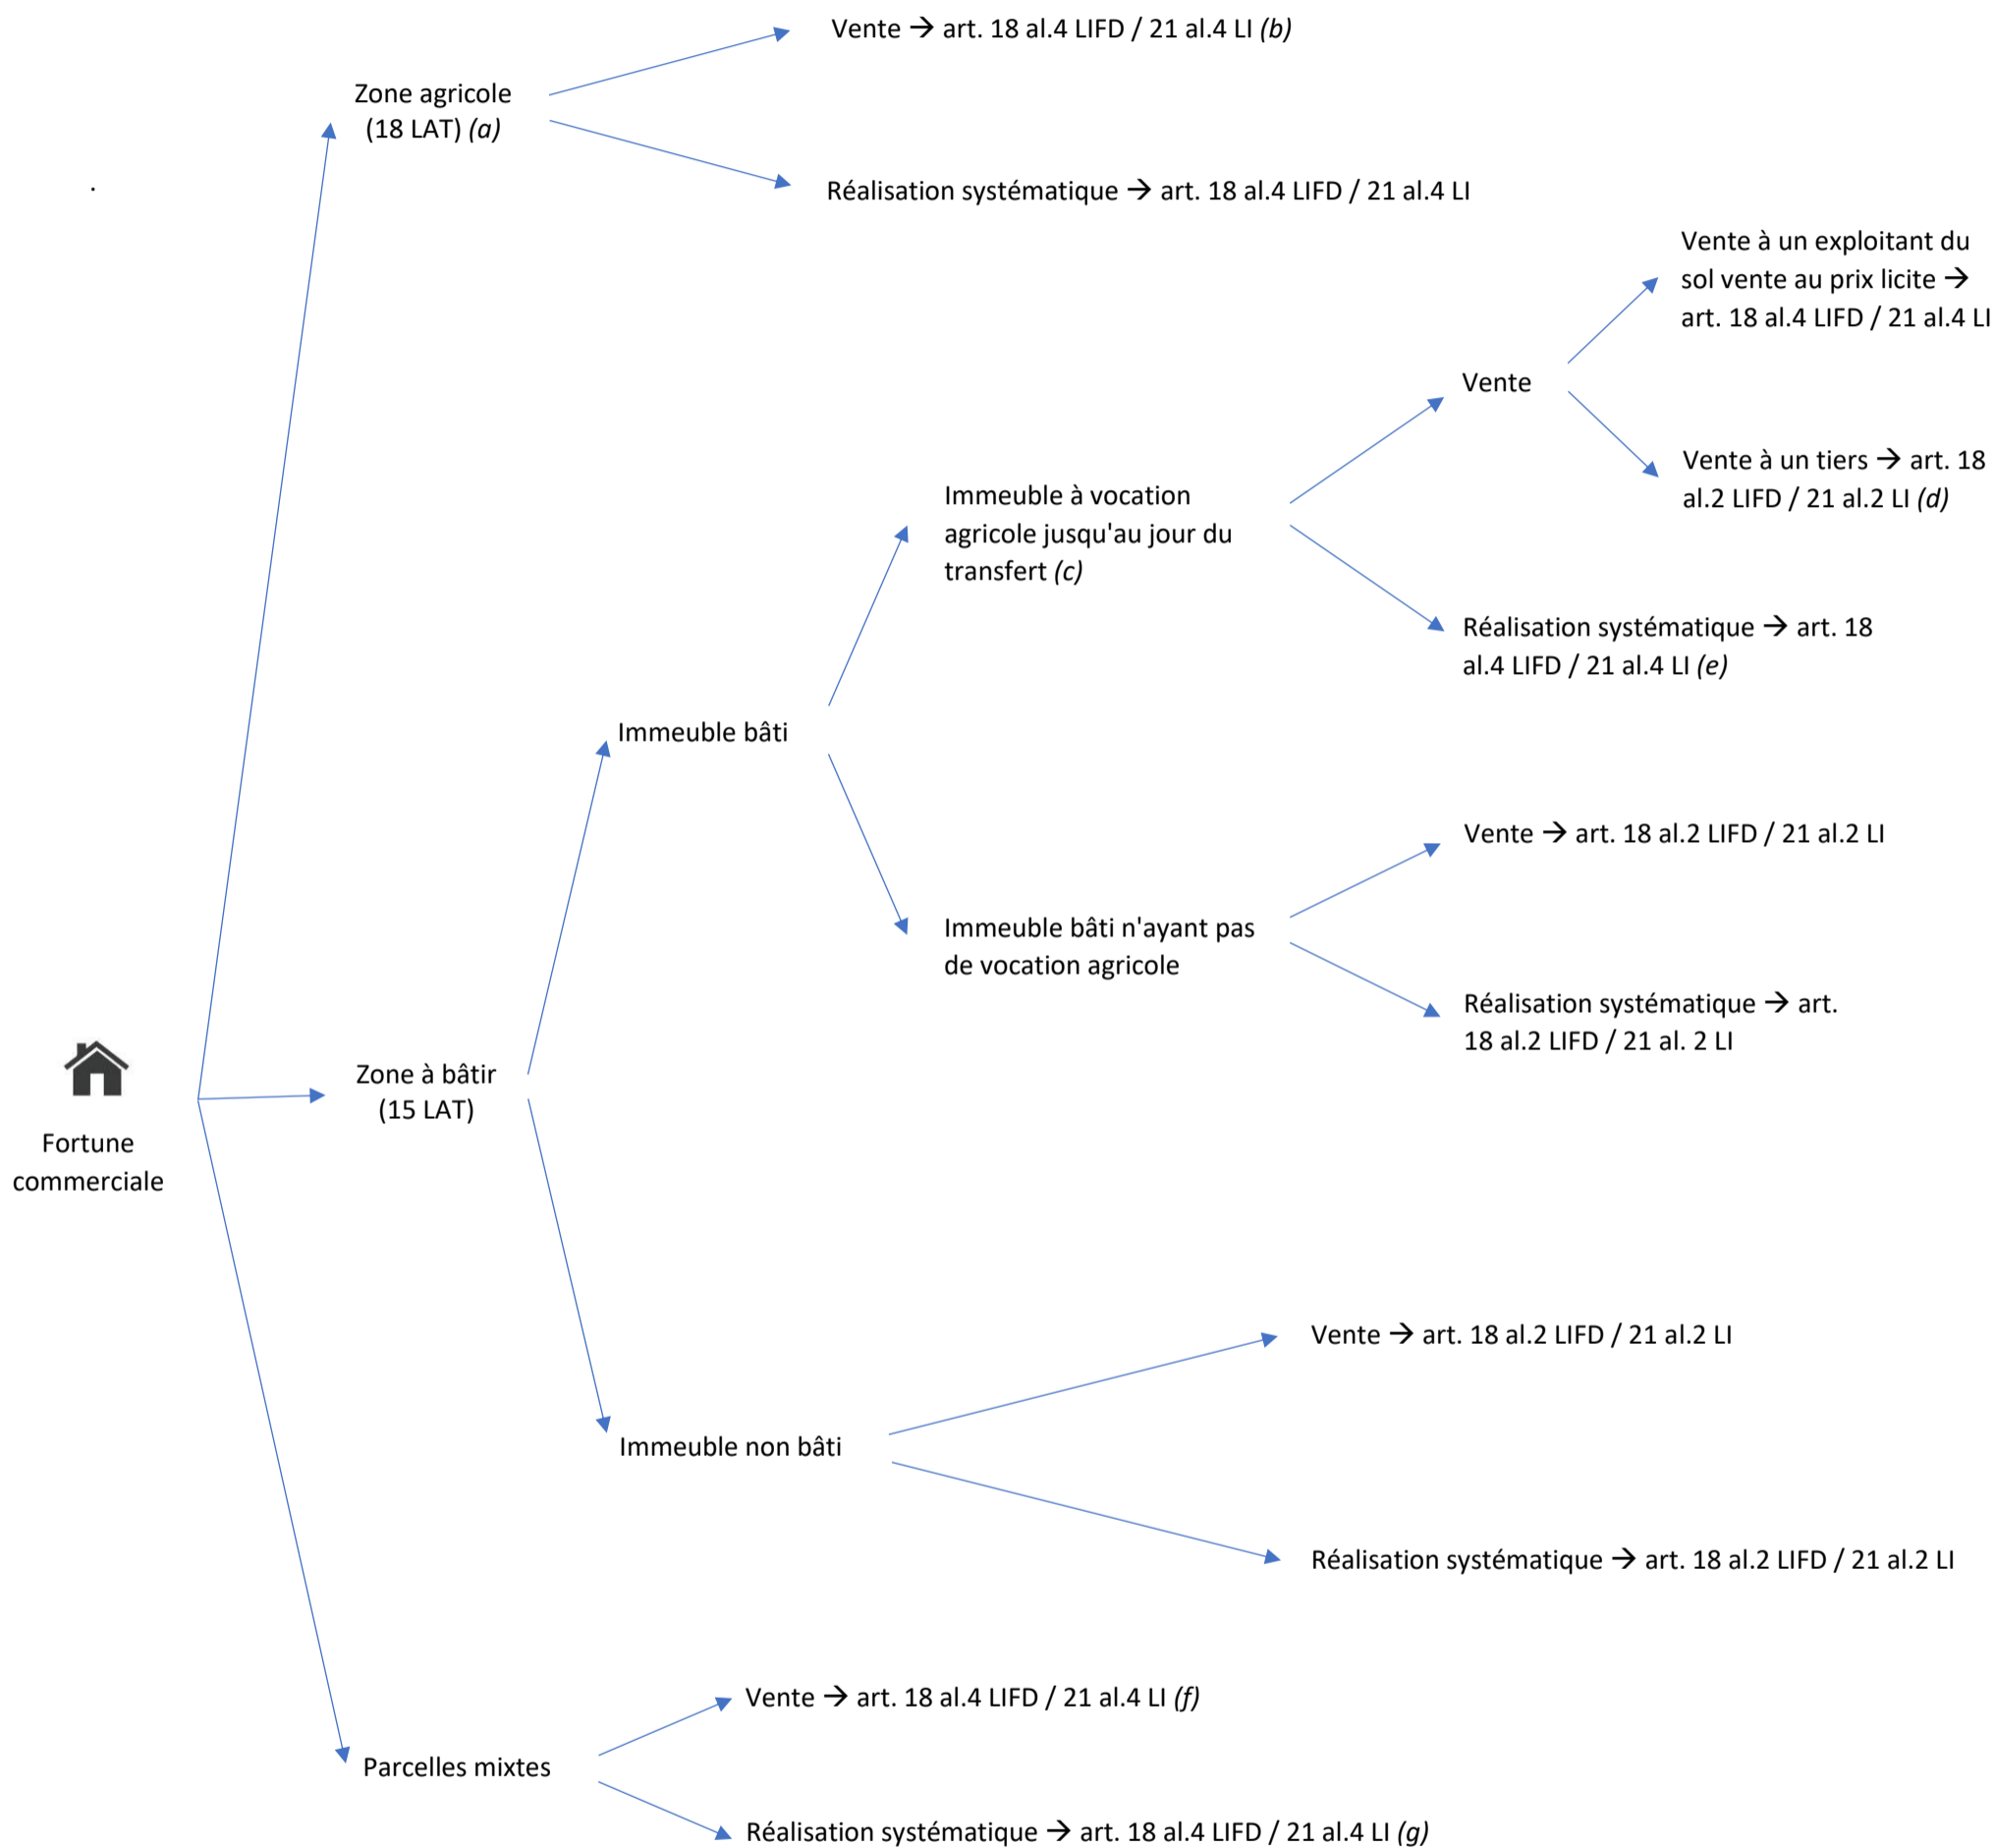 Vente → art. 18 al.4 LIFD / 21 al.4 LI (b)
Zone agricole
(18 LAT) (a)
.
Réalisation systématique → art. 18 al.4 LIFD / 21 al.4 LI
Vente à un exploitant du
sol vente au prix licite →
art. 18 al.4 LIFD / 21 al.4 LI
Vente
Vente à un tiers → art. 18
al.2 LIFD / 21 al.2 LI (d)
Immeuble à vocation
agricole jusqu'au jour du
transfert (c)
Réalisation systématique → art. 18
al.4 LIFD / 21 al.4 LI (e)
Immeuble bâti
Vente → art. 18 al.2 LIFD / 21 al.2 LI
Immeuble bâti n'ayant pas
de vocation agricole
Réalisation systématique → art.
18 al.2 LIFD / 21 al. 2 LI
Zone à bâtir
(15 LAT)
Fortune
commerciale
Vente → art. 18 al.2 LIFD / 21 al.2 LI
Immeuble non bâti
Réalisation systématique → art. 18 al.2 LIFD / 21 al.2 LI
Vente → art. 18 al.4 LIFD / 21 al.4 LI (f)
Parcelles mixtes
Réalisation systématique → art. 18 al.4 LIFD / 21 al.4 LI (g)